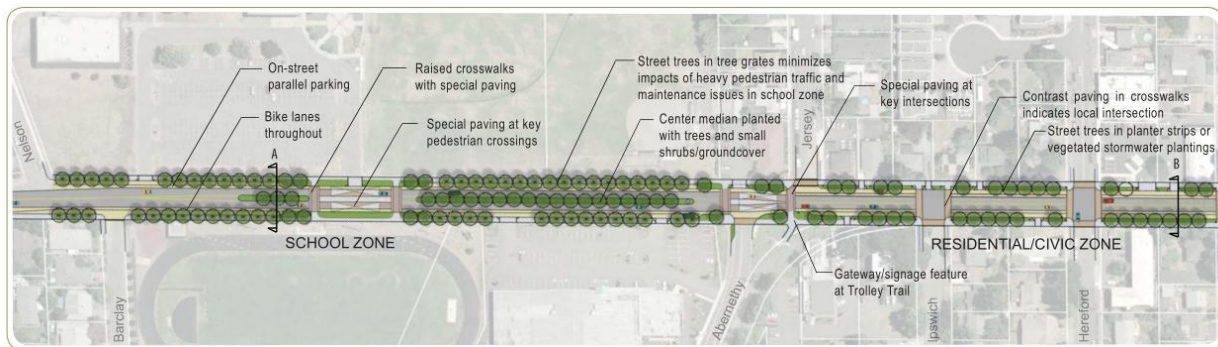 On-street
parallel parking
Bike lanes
throughout
Raised crosswalks
with special paving
Special paving at key
pedestrian crossings
Street trees in tree grates minimizes
impacts of heavy pedestrian traffic and
maintenance issues in school zone
Center median planted
with trees and small
shrubs/groundcover
Special paving at
key intersections
Contrast paving in crosswalks
indicates local intersection
Street trees in planter strips or
vegetated stormwater plantings
Nelson
Jersey
A
B
SCHOOL ZONE
RESIDENTIAL/CIVIC ZONE
Gateway/signage feature
at Trolley Trail
Barclay
Abernethy
Ipswich
Hereford